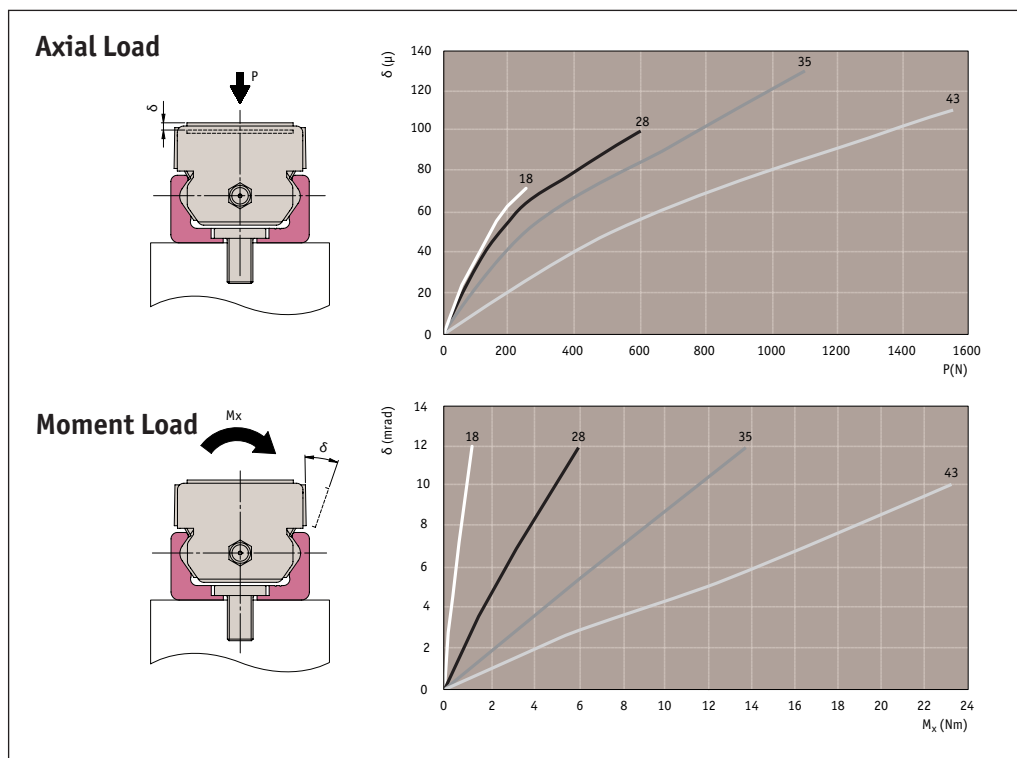 Axial Load
P
δ
δ (µ)
140
120
100
80
60
40
20
0
18
28
35
43
0 200 400 600 800 1000 1200 1400 1600
P(N)
Moment Load
Mx
δ
δ (mrad)
14
12
10
8
6
4
2
0
18
28
35
43
0 2 4 6 8 10 12 14 16 18 20 22 24
Mx (Nm)